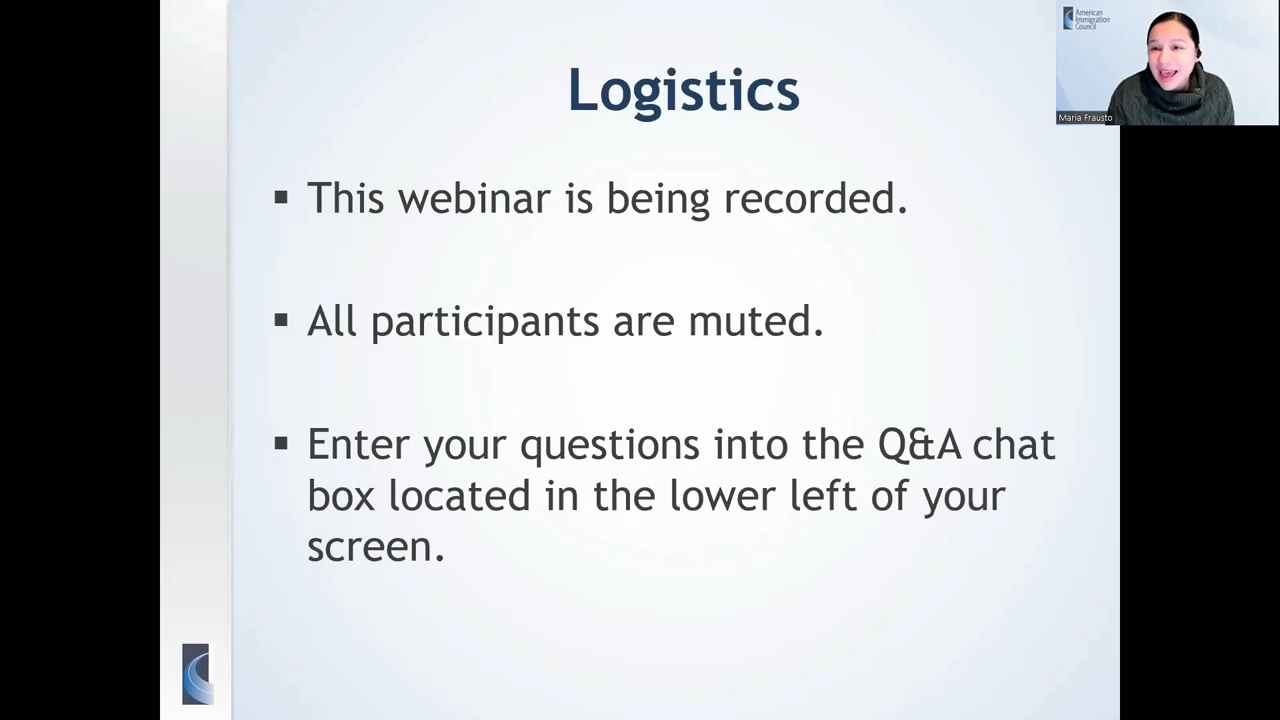 American
Immigration
Council
Maria Frausto
Logistics
▪ This webinar is being recorded.
▪ All participants are muted.
▪ Enter your questions into the Q&A chat
box located in the lower left of your
screen.